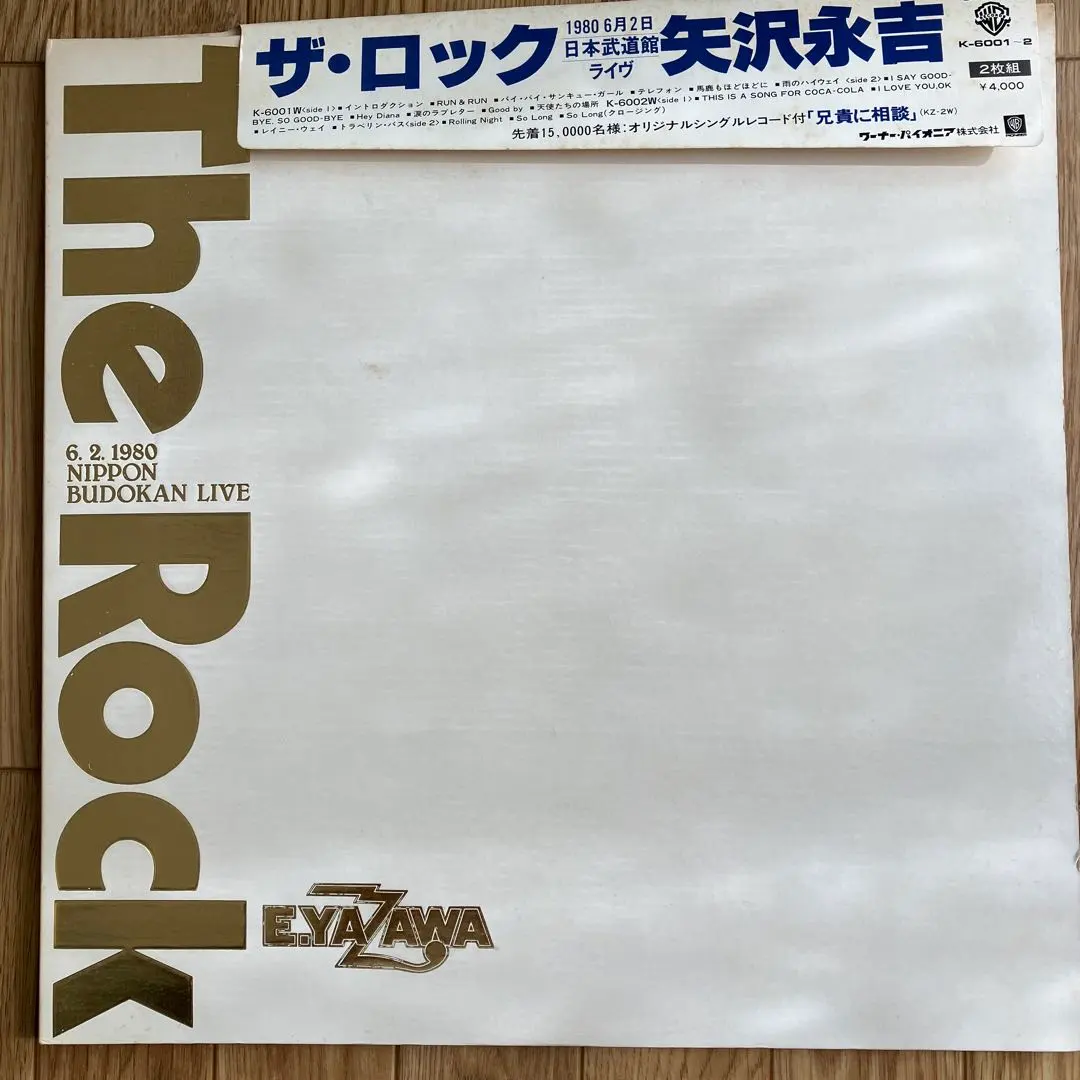 ザ・ロック
1980 6月2日
日本武道館
ライヴ
矢沢永吉
K-6001~2
2枚組
¥4,000
K-6001W〈side 1〉■イントロダクション ■RUN & RUN ■バイ・バイ・サンキュー・ガール ■テレフォン ■馬鹿もほどほどに ■雨のハイウェイ〈side 2〉■I SAY GOOD-
BYE, SO GOOD-BYE ■Hey Diana ■涙のラブレター ■Good by ■天使たちの場所 K-6002W〈side 1〉■THIS IS A SONG FOR COCA-COLA ■I LOVE YOU,OK
■レイニー・ウェイ ■トラベリン・バス〈side 2〉■Rolling Night ■So Long ■So Long(クロージング)
先着15,0000名様:オリジナルシングルレコード付「兄貴に相談」(KZ-2W)
ワーナー・パイオニア株式会社
The Rock
6. 2. 1980
NIPPON
BUDOKAN LIVE
E.YAZAWA